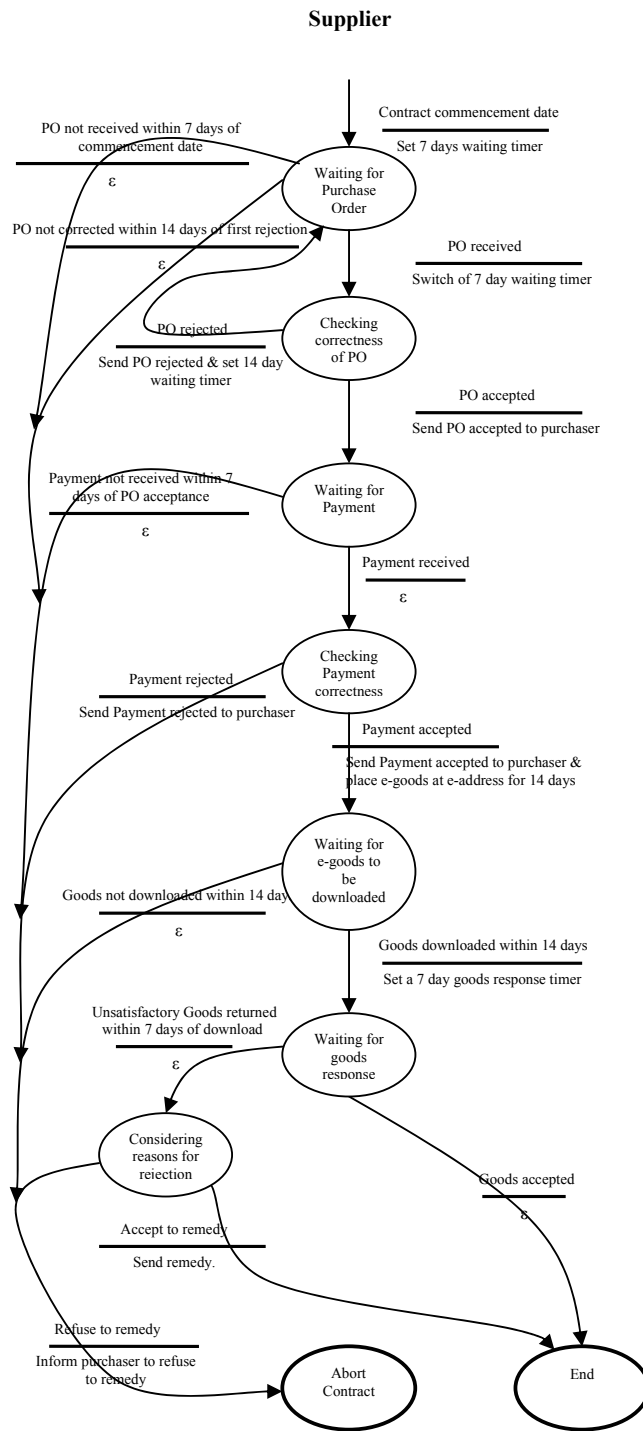 Supplier
Contract commencement date
Set 7 days waiting timer
PO not received within 7 days of
commencement date
ε
Waiting for
Purchase
Order
PO not corrected within 14 days of first rejection
ε
PO received
Switch of 7 day waiting timer
PO rejected
Send PO rejected & set 14 day
waiting timer
Checking
correctness
of PO
PO accepted
Send PO accepted to purchaser
Payment not received within 7
days of PO acceptance
ε
Waiting for
Payment
Payment received
ε
Checking
Payment
correctness
Payment rejected
Send Payment rejected to purchaser
Payment accepted
Send Payment accepted to purchaser &
place e-goods at e-address for 14 days
Waiting for
e-goods to
be
downloaded
Goods not downloaded within 14 day
ε
Goods downloaded within 14 days
Set a 7 day goods response timer
Unsatisfactory Goods returned
within 7 days of download
ε
Waiting for
goods
response
Considering
reasons for
rejection
Goods accepted
ε
Accept to remedy
Send remedy.
Refuse to remedy
Inform purchaser to refuse
to remedy
Abort
Contract
End